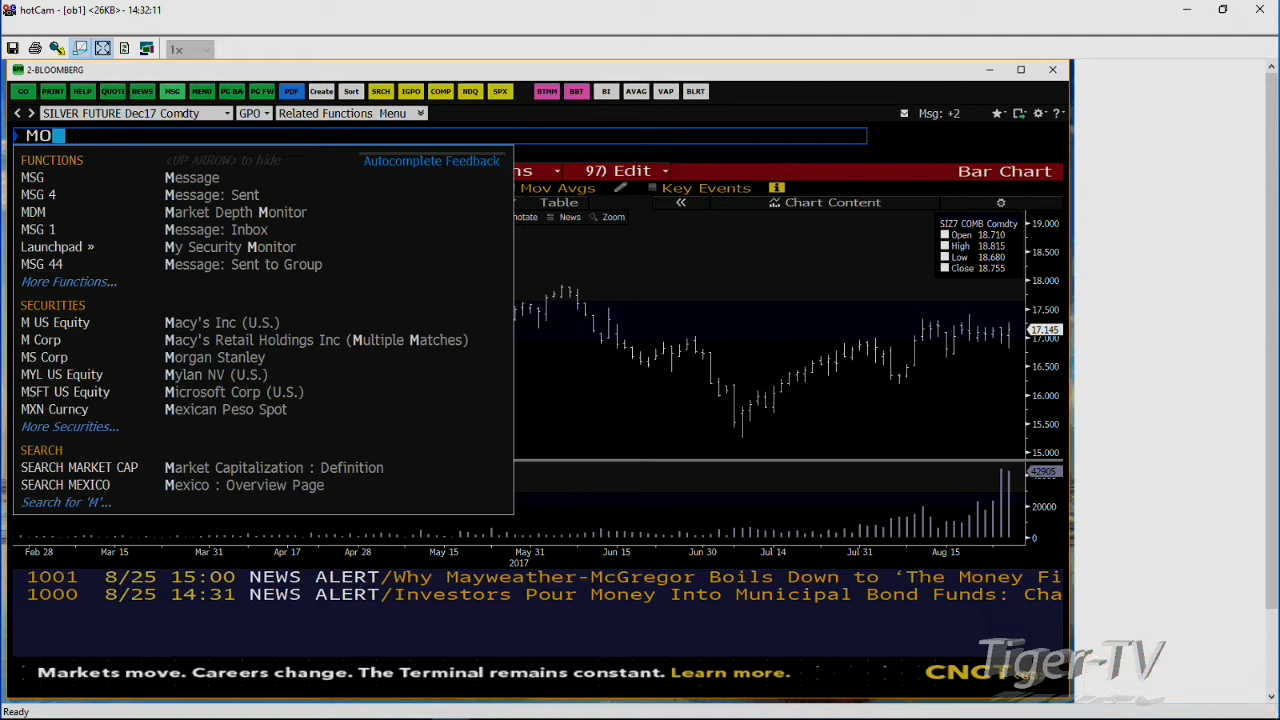 hotCam - [ob1] <26KB> - 14:32:11
1x
2-BLOOMBERG
GO PRINT HELP QUOTE NEWS MSG MENU PG BA PG FW PDF Create Sort SRCH IGPO COMP NDQ SPX BTMM BBT BI AVAG VAP BLRT
SILVER FUTURE Dec17 Comdty GPO Related Functions Menu Msg: +2
MO
FUNCTIONS <UP ARROW> to hide Autocomplete Feedback
MSG Message
MSG 4 Message: Sent
MDM Market Depth Monitor
MSG 1 Message: Inbox
Launchpad » My Security Monitor
MSG 44 Message: Sent to Group
More Functions...
SECURITIES
M US Equity Macy's Inc (U.S.)
M Corp Macy's Retail Holdings Inc (Multiple Matches)
MS Corp Morgan Stanley
MYL US Equity Mylan NV (U.S.)
MSFT US Equity Microsoft Corp (U.S.)
MXN Curncy Mexican Peso Spot
More Securities...
SEARCH
SEARCH MARKET CAP Market Capitalization : Definition
SEARCH MEXICO Mexico : Overview Page
Search for 'M'...
ns 97) Edit Bar Chart
Mov Avgs Key Events
Table « Chart Content
notate News Zoom
SIZ7 COMB Comdty
Open 18.710
High 18.815
Low 18.680
Close 18.755
19.000
18.500
18.000
17.500
17.145
17.000
16.500
16.000
15.500
15.000
42905
20000
0
Feb 28 Mar 15 Mar 31 Apr 17 Apr 28 May 15 May 31 Jun 15 Jun 30 Jul 14 Jul 31 Aug 15
2017
1001 8/25 15:00 NEWS ALERT/Why Mayweather-McGregor Boils Down to ‘The Money Fi
1000 8/25 14:31 NEWS ALERT/Investors Pour Money Into Municipal Bond Funds: Cha
Markets move. Careers change. The Terminal remains constant. Learn more.
Tiger-TV
Ready